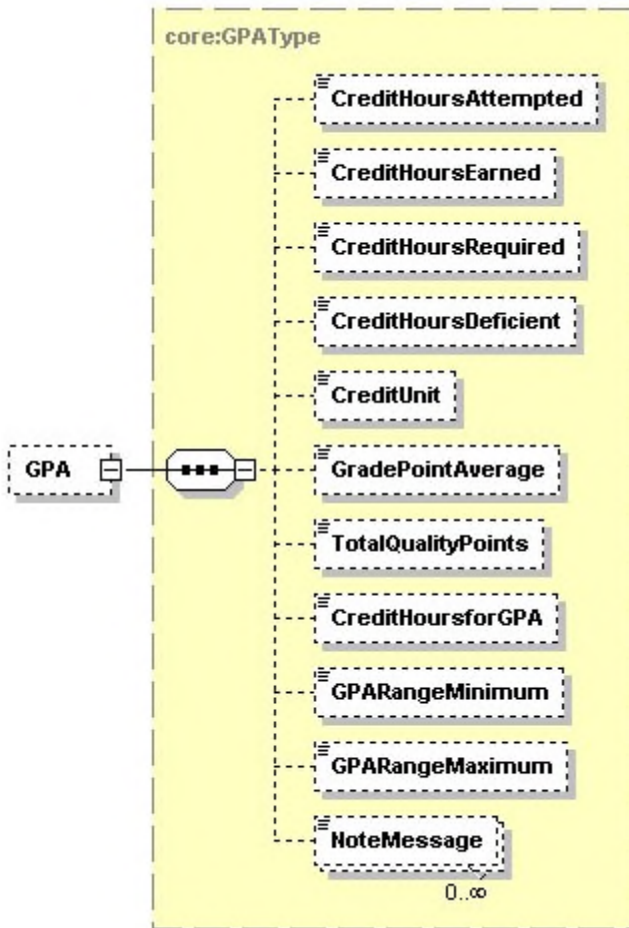 core:GPAType
CreditHoursAttempted
CreditHoursEarned
CreditHoursRequired
CreditHoursDeficient
CreditUnit
GPA
GradePointAverage
TotalQualityPoints
CreditHoursforGPA
GPARangeMinimum
GPARangeMaximum
NoteMessage
0..∞